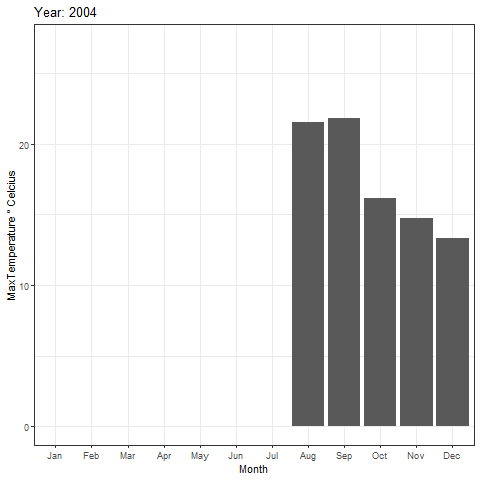 Year: 2004
MaxTemperature " Celcius
20
10
0
Jan Feb Mar Apr May Jun Jul Aug Sep Oct Nov Dec
Month